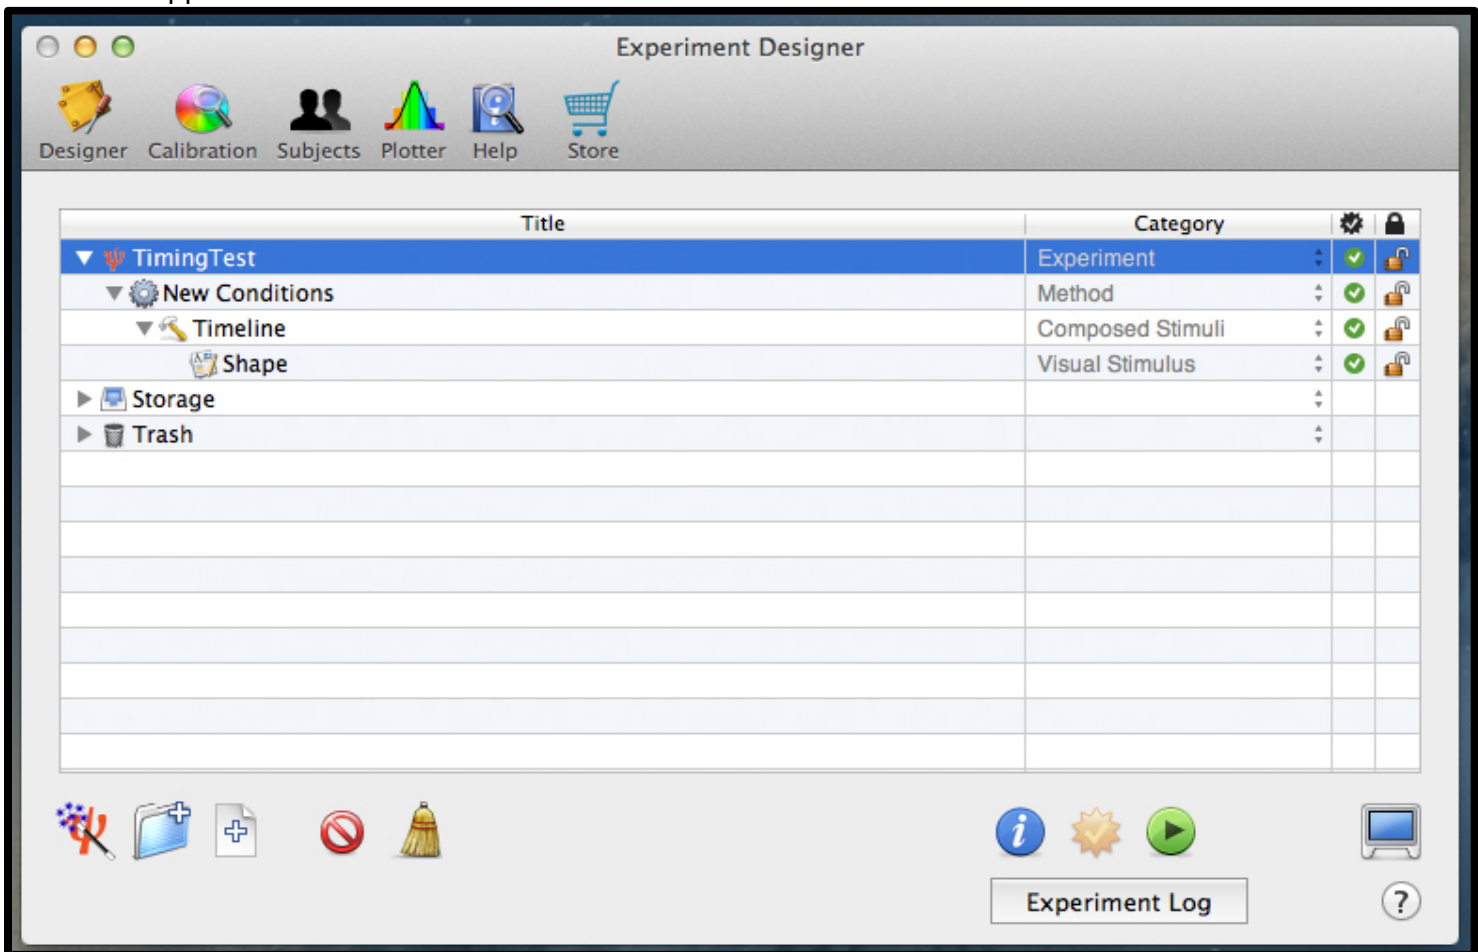 Experiment Designer
Designer Calibration Subjects Plotter Help Store
Title Category
TimingTest Experiment
New Conditions Method
Timeline Composed Stimuli
Shape Visual Stimulus
Storage
Trash
Experiment Log ?